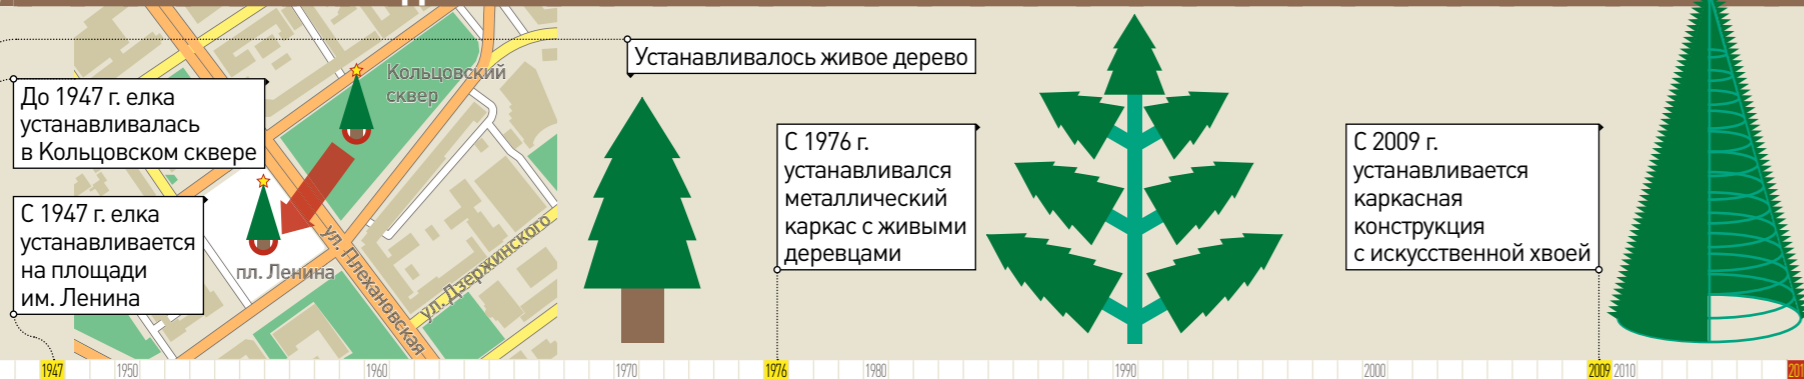 До 1947 г. елка
устанавливалась
в Кольцовском сквере
С 1947 г. елка
устанавливается
на площади
им. Ленина
Кольцовский
сквер
пл. Ленина
ул. Плехановская
ул. Дзержинского
Устанавливалось живое дерево
С 1976 г.
устанавливался
металлический
каркас с живыми
деревцами
С 2009 г.
устанавливается
каркасная
конструкция
с искусственной хвоей
1947 1950 1960 1970 1976 1980 1990 2000 2009 2010